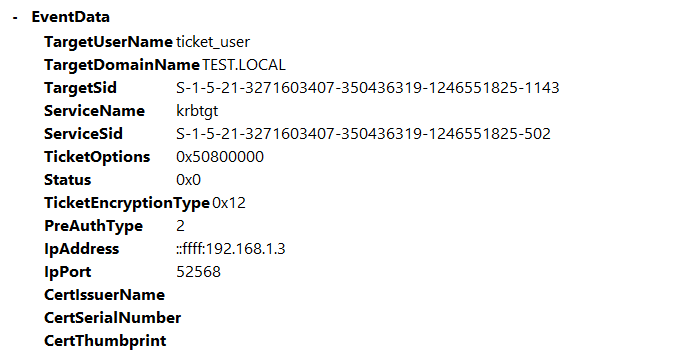 - EventData
TargetUserName ticket_user
TargetDomainName TEST.LOCAL
TargetSid S-1-5-21-3271603407-350436319-1246551825-1143
ServiceName krbtgt
ServiceSid S-1-5-21-3271603407-350436319-1246551825-502
TicketOptions 0x50800000
Status 0x0
TicketEncryptionType 0x12
PreAuthType 2
IpAddress ::ffff:192.168.1.3
IpPort 52568
CertIssuerName
CertSerialNumber
CertThumbprint